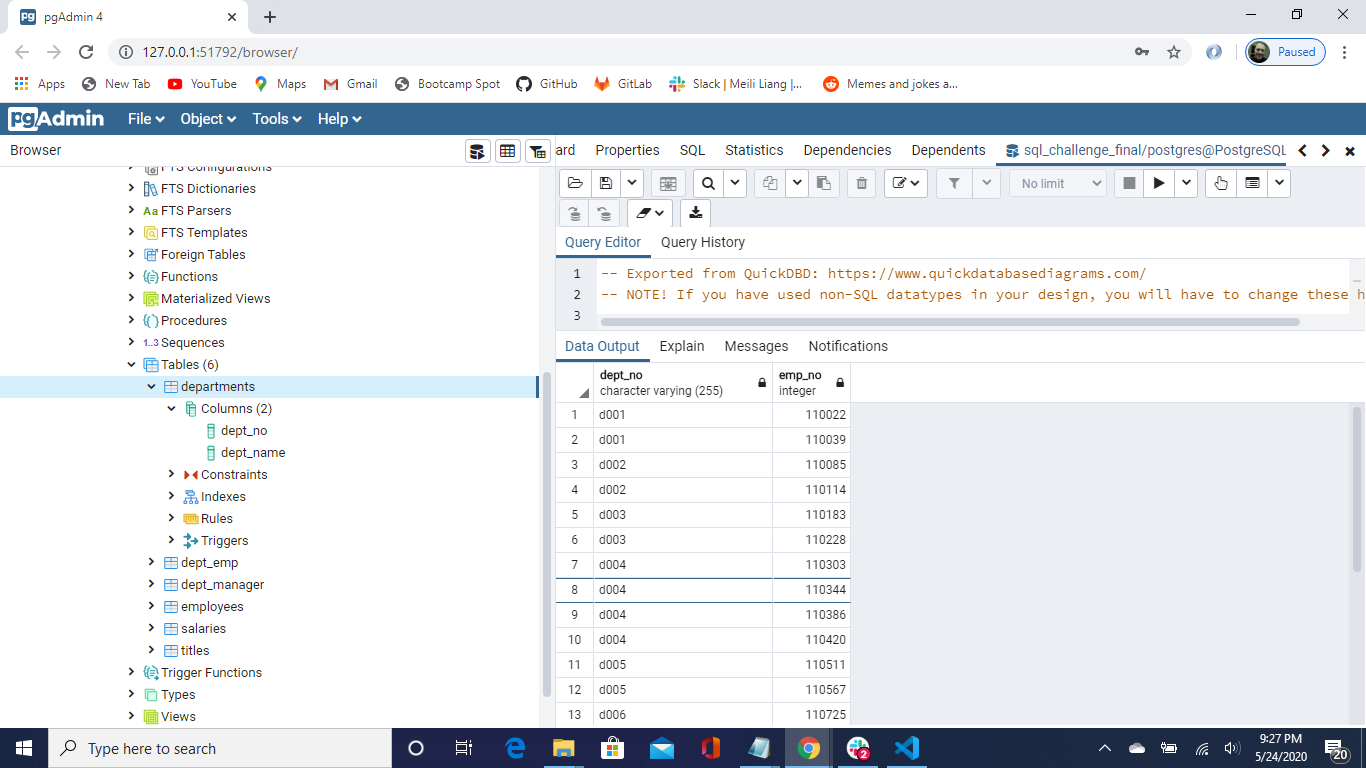 pgAdmin 4
127.0.0.1:51792/browser/
Paused
Apps New Tab YouTube Maps Gmail Bootcamp Spot GitHub GitLab Slack | Meili Liang |... Memes and jokes a...
pgAdmin File Object Tools Help
Browser
ard Properties SQL Statistics Dependencies Dependents sql_challenge_final/postgres@PostgreSQL
No limit
FTS Configurations
FTS Dictionaries
Aa FTS Parsers
FTS Templates
Foreign Tables
Functions
Materialized Views
Procedures
1..3 Sequences
Tables (6)
departments
Columns (2)
dept_no
dept_name
Constraints
Indexes
Rules
Triggers
dept_emp
dept_manager
employees
salaries
titles
Trigger Functions
Types
Views
Query Editor Query History
1 -- Exported from QuickDBD: https://www.quickdatabasediagrams.com/
2 -- NOTE! If you have used non-SQL datatypes in your design, you will have to change these h
3
Data Output Explain Messages Notifications
dept_no emp_no
character varying (255) integer
1 d001 110022
2 d001 110039
3 d002 110085
4 d002 110114
5 d003 110183
6 d003 110228
7 d004 110303
8 d004 110344
9 d004 110386
10 d004 110420
11 d005 110511
12 d005 110567
13 d006 110725
Type here to search
2
9:27 PM
5/24/2020
20